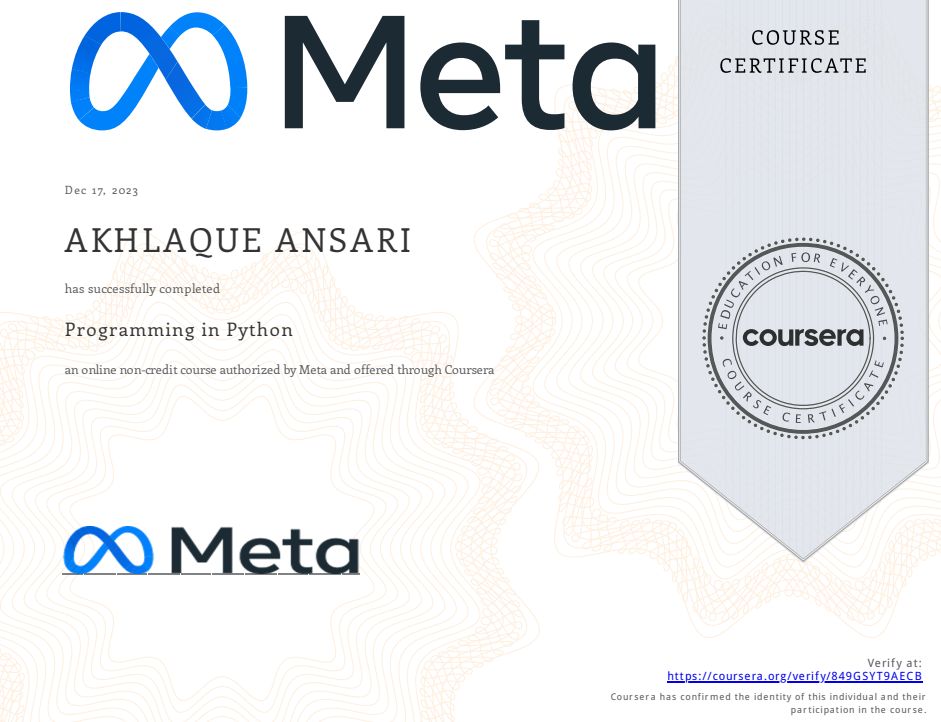 Meta
COURSE
CERTIFICATE
Dec 17, 2023
AKHLAQUE ANSARI
has successfully completed
Programming in Python
an online non-credit course authorized by Meta and offered through Coursera
EDUCATION FOR EVERYONE
coursera
COURSE CERTIFICATE
Meta
Verify at:
https://coursera.org/verify/849GSYT9AECB
Coursera has confirmed the identity of this individual and their
participation in the course.